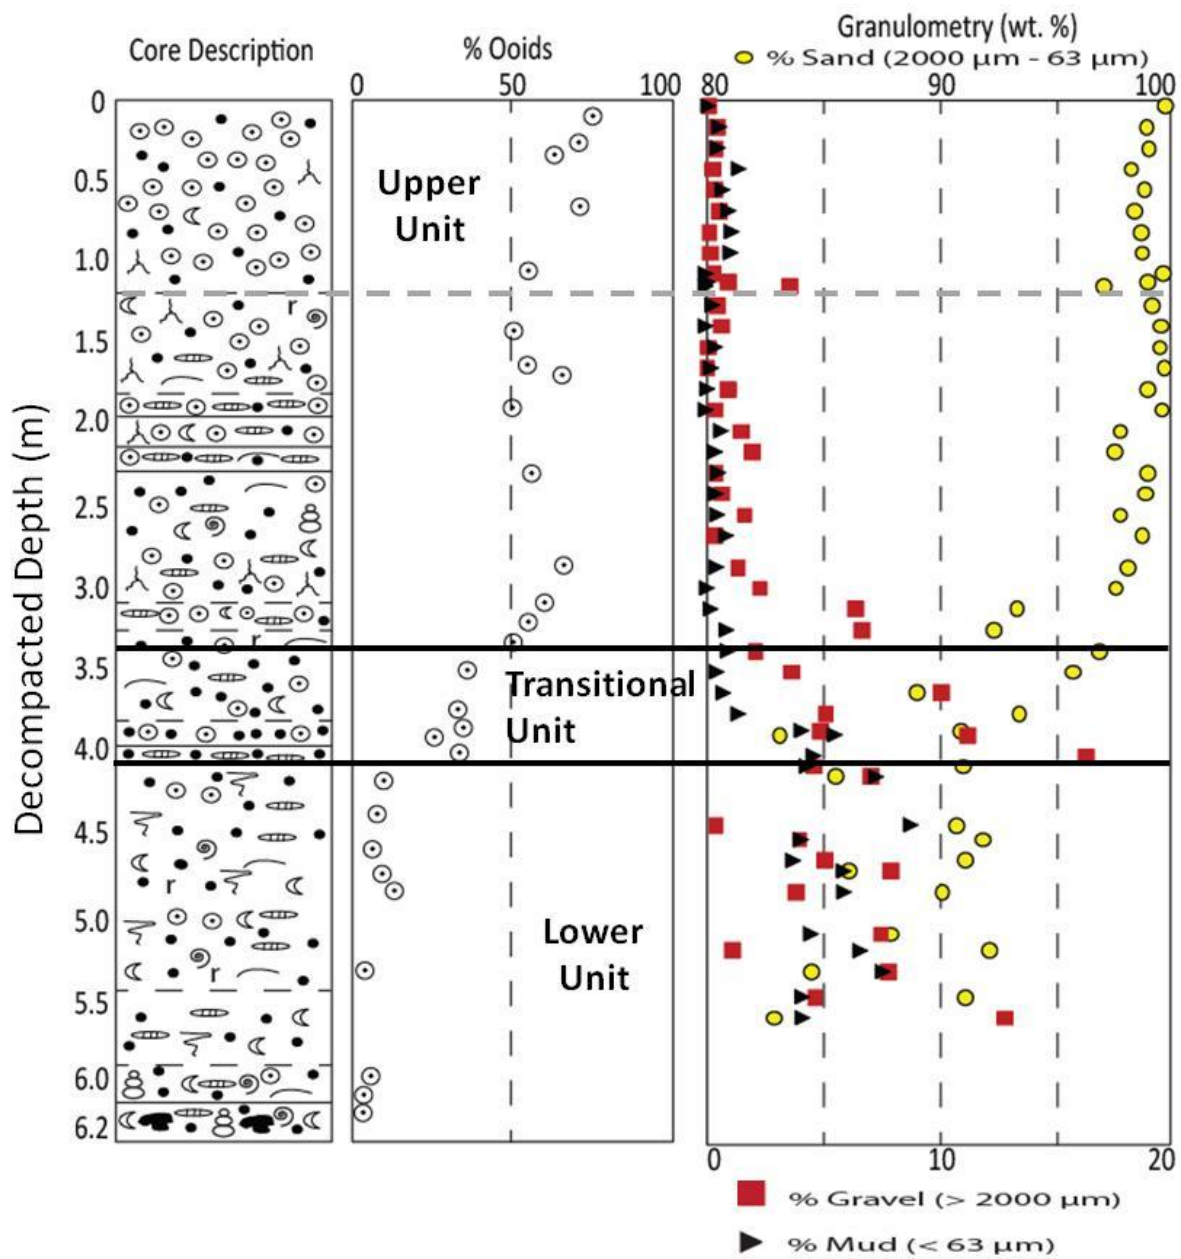 Core Description
% Ooids
Granulometry (wt. %)
% Sand (2000 µm - 63 µm)
0 50 100
80 90 100
Decompacted Depth (m)
0
0.5
1.0
1.5
2.0
2.5
3.0
3.5
4.0
4.5
5.0
5.5
6.0
6.2
Upper
Unit
Transitional
Unit
Lower
Unit
r
r
r
r
0 10 20
% Gravel (> 2000 µm)
% Mud (< 63 µm)